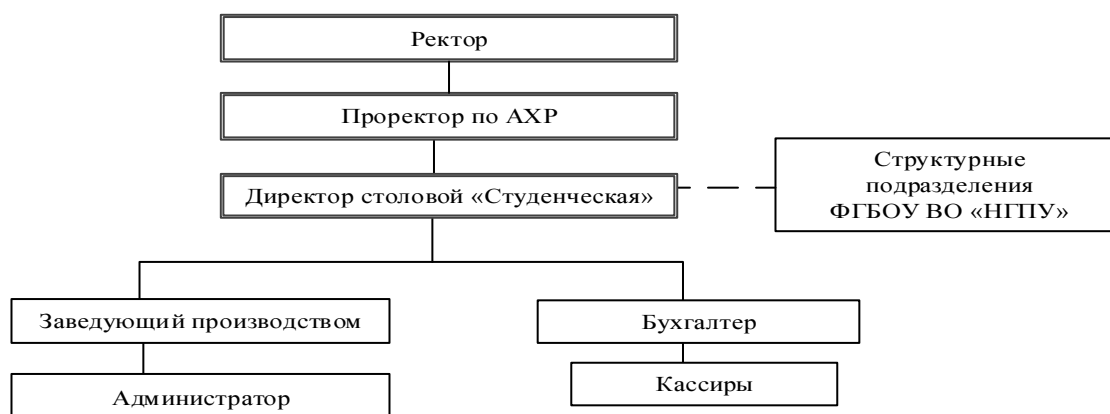 Ректор
Проректор по АХР
Директор столовой «Студенческая»
Структурные
подразделения
ФГБОУ ВО «НГПУ»
Заведующий производством
Бухгалтер
Администратор
Кассиры